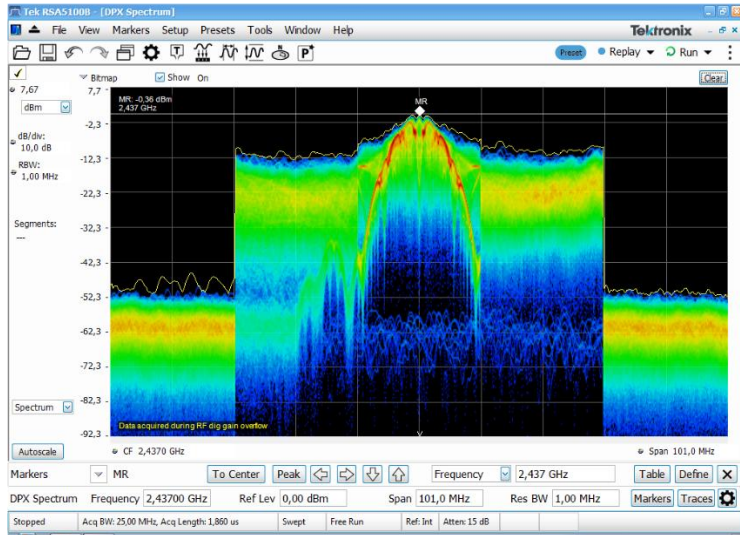 Tek RSA5100B - [DPX Spectrum]
File View Markers Setup Presets Tools Window Help
Tektronix
Preset Replay Run
Bitmap Show On Clear
7,67
dBm
dB/div:
10,0 dB
RBW:
1,00 MHz
Segments:
---
Spectrum
Autoscale
7,7
-2,3
-12,3
-22,3
-32,3
-42,3
-52,3
-62,3
-72,3
-82,3
-92,3
MR: -0,36 dBm
2,437 GHz
MR
Data acquired during RF dig gain overflow
CF 2,4370 GHz Span 101,0 MHz
Markers MR To Center Peak Frequency 2,437 GHz Table Define X
DPX Spectrum Frequency 2,43700 GHz Ref Lev 0,00 dBm Span 101,0 MHz Res BW 1,00 MHz Markers Traces
Stopped Acq BW: 25,00 MHz, Acq Length: 1,860 us Swept Free Run Ref: Int Atten: 15 dB